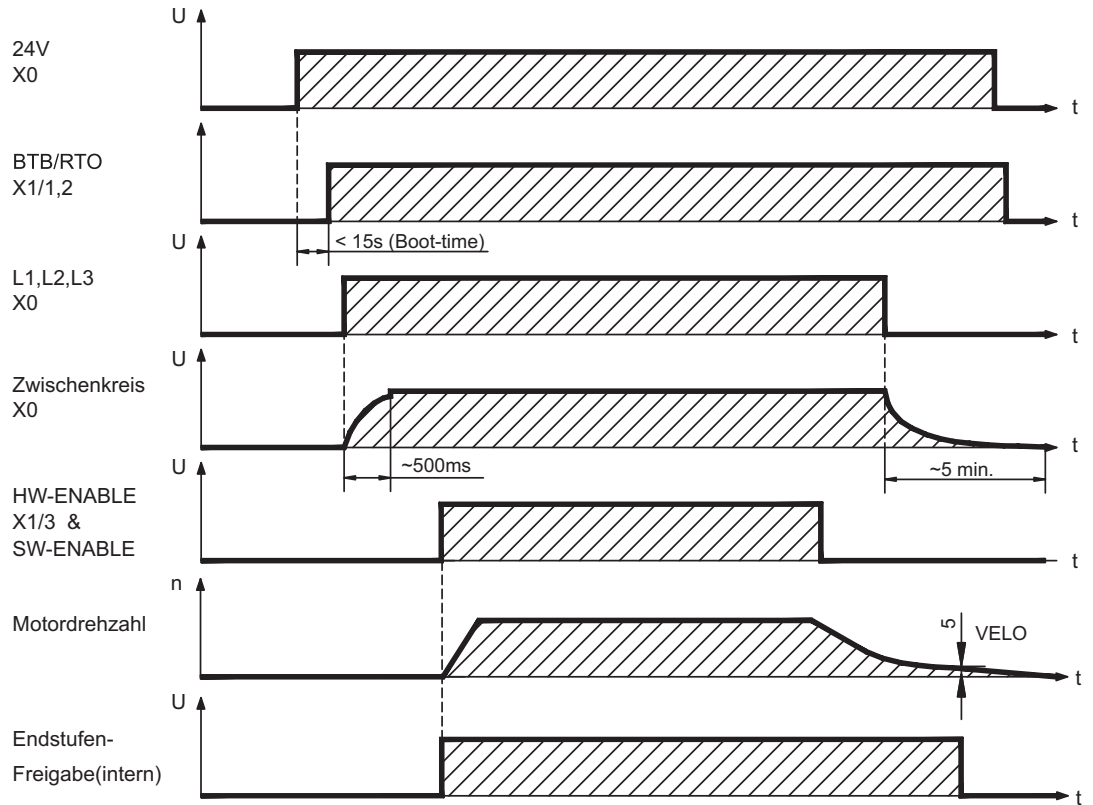 U
24V
X0
t
BTB/RTO
X1/1,2
t
< 15s (Boot-time)
U
L1,L2,L3
X0
t
U
Zwischenkreis
X0
t
~500ms
~5 min.
U
HW-ENABLE
X1/3 &
SW-ENABLE
t
n
Motordrehzahl
5
VELO
t
U
Endstufen-
Freigabe(intern)
t